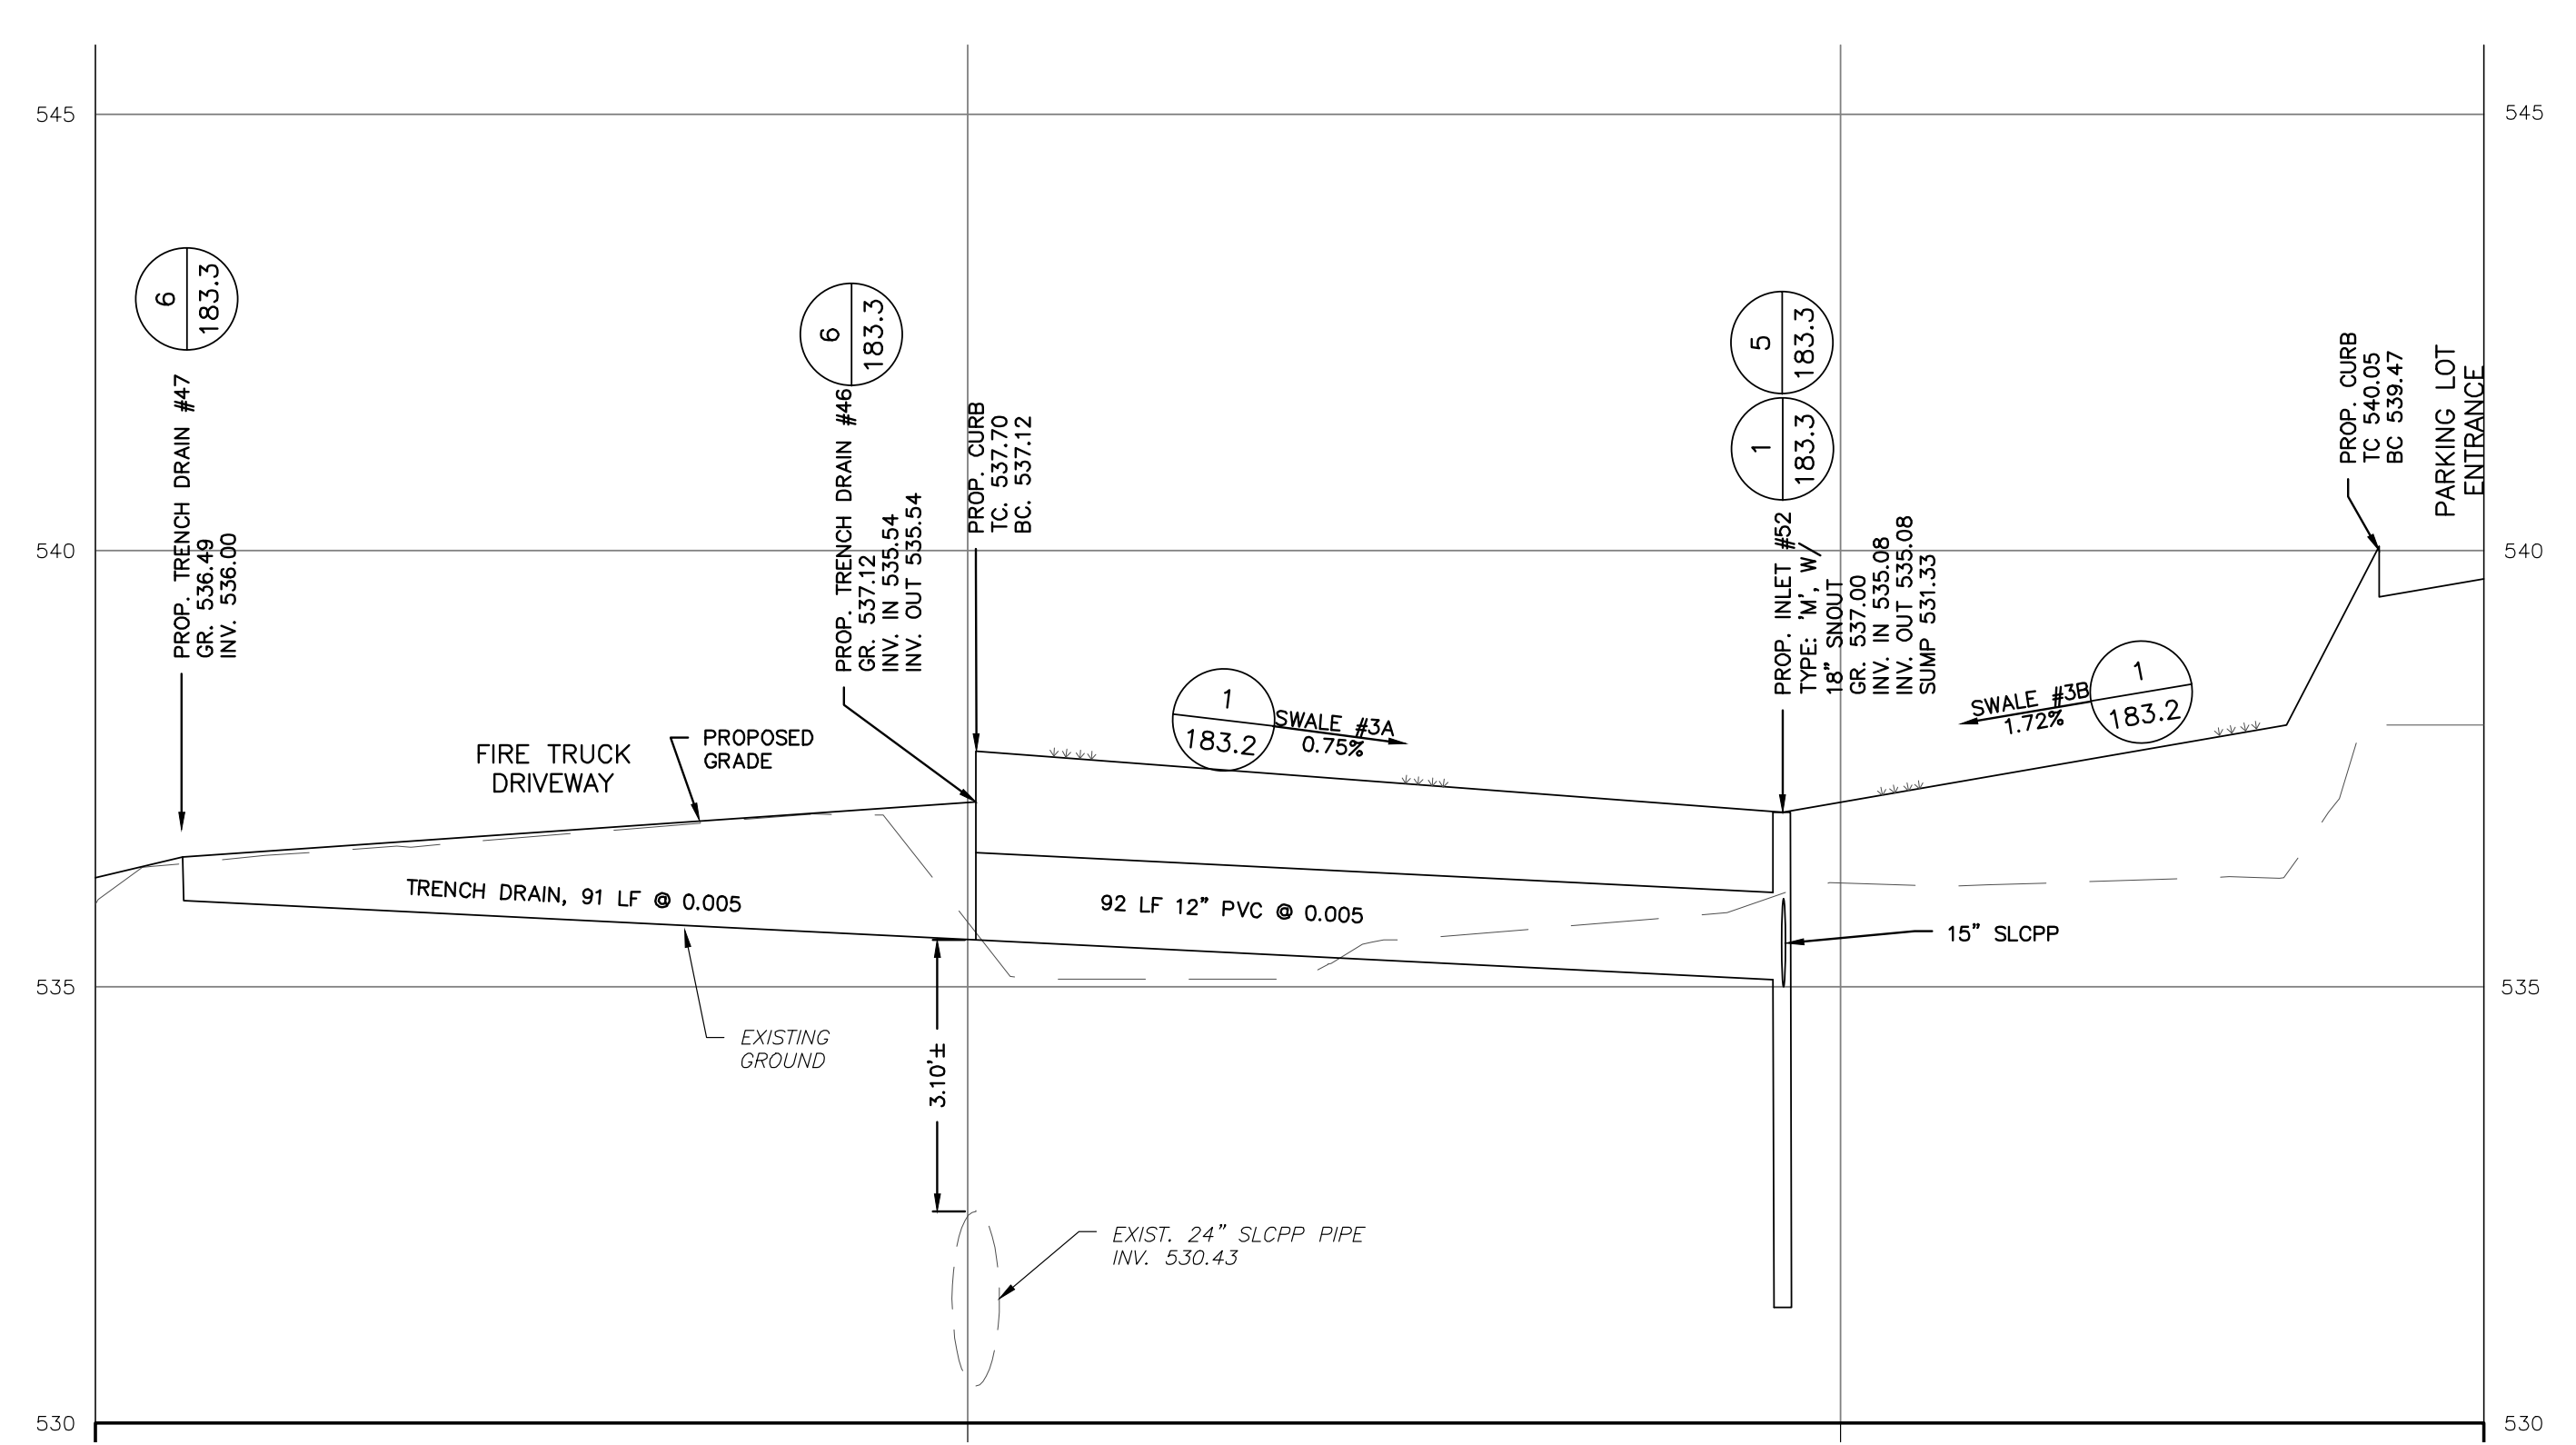 545
545
6
183.3
PROP. TRENCH DRAIN #47
GR. 536.49
INV. 536.00
6
183.3
PROP. TRENCH DRAIN #46
GR. 537.12
INV. IN 535.54
INV. OUT 535.54
PROP. CURB
TC. 537.70
BC. 537.12
5
183.3
1
183.3
PROP. INLET #52
TYPE: 'M', W/
18" SNOUT
GR. 537.00
INV. IN 535.08
INV. OUT 535.08
SUMP 531.33
PROP. CURB
TC 540.05
BC 539.47
PARKING LOT
ENTRANCE
540
540
1
183.2
SWALE #3A
0.75%
SWALE #3B
1.72%
1
183.2
FIRE TRUCK
DRIVEWAY
PROPOSED
GRADE
TRENCH DRAIN, 91 LF @ 0.005
92 LF 12" PVC @ 0.005
15" SLCPP
535
535
EXISTING
GROUND
3.10'±
EXIST. 24" SLCPP PIPE
INV. 530.43
530
530